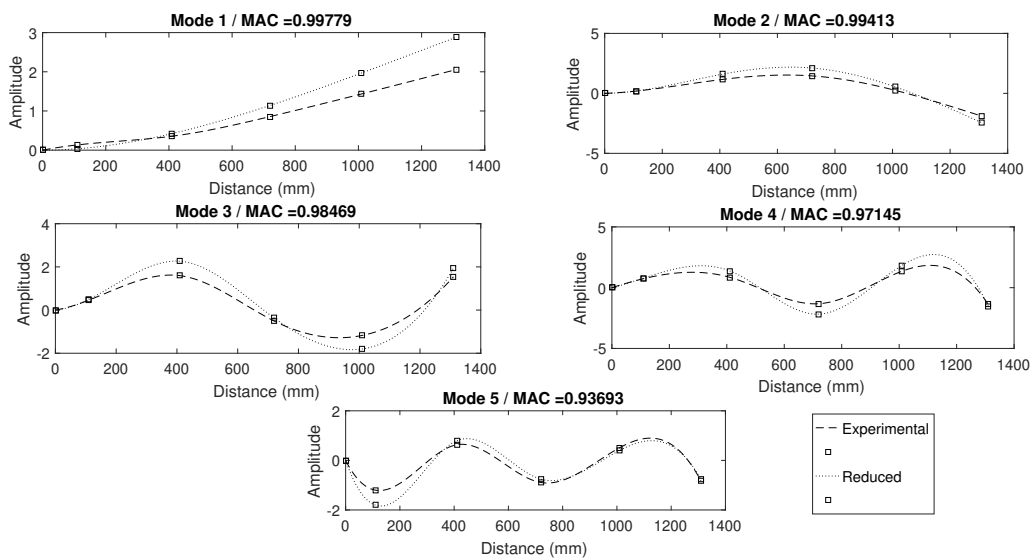 Mode 1 / MAC =0.99779
3
2
1
0
Amplitude
0 200 400 600 800 1000 1200 1400
Distance (mm)
Mode 2 / MAC =0.99413
5
0
-5
Amplitude
0 200 400 600 800 1000 1200 1400
Distance (mm)
Mode 3 / MAC =0.98469
4
2
0
-2
Amplitude
0 200 400 600 800 1000 1200 1400
Distance (mm)
Mode 4 / MAC =0.97145
5
0
-5
Amplitude
0 200 400 600 800 1000 1200 1400
Distance (mm)
Mode 5 / MAC =0.93693
2
0
-2
Amplitude
0 200 400 600 800 1000 1200 1400
Distance (mm)
Experimental
Reduced